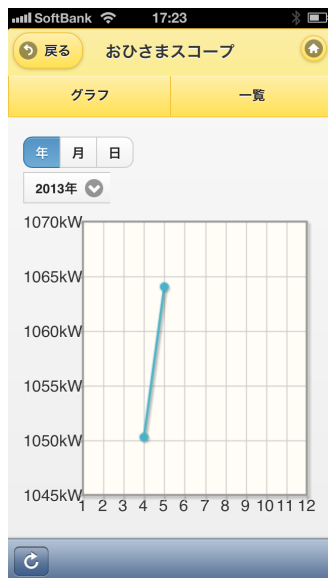 SoftBank 17:23
戻る おひさまスコープ
グラフ 一覧
年 月 日
2013年
1070kW
1065kW
1060kW
1055kW
1050kW
1045kW
1 2 3 4 5 6 7 8 9 10 11 12